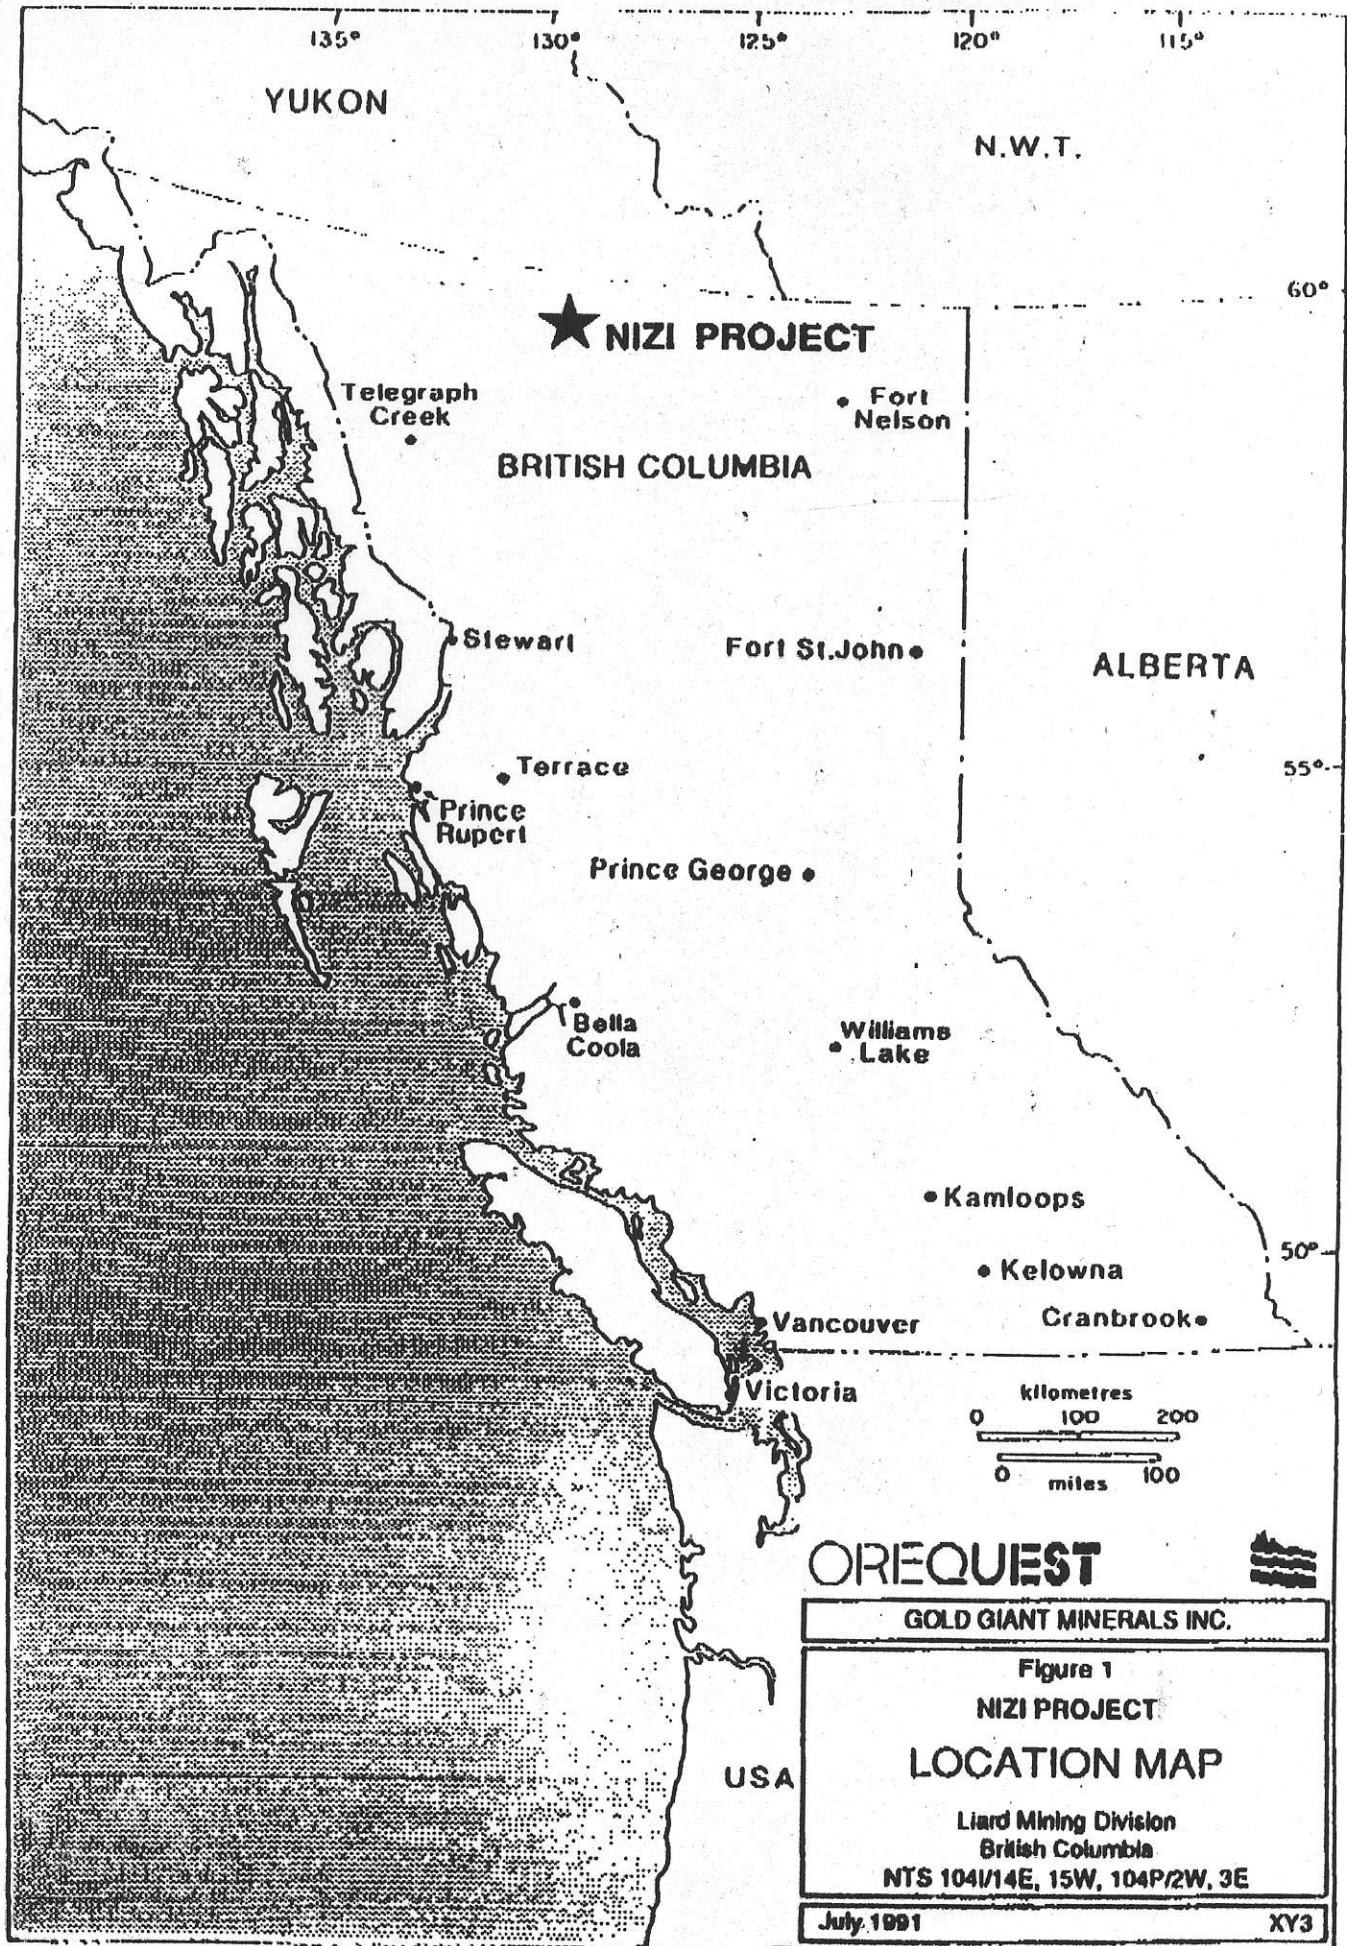 135° 130° 125° 120° 115°
YUKON
N.W.T.
60°
NIZI PROJECT
Telegraph
Creek
Fort
Nelson
BRITISH COLUMBIA
Stewart
Fort St.John
ALBERTA
Terrace
55°
Prince
Rupert
Prince George
Bella
Coola
Williams
Lake
Kamloops
50°
Kelowna
Cranbrook
Vancouver
Victoria
kilometres
0 100 200
0 100
miles
OREQUEST
GOLD GIANT MINERALS INC.
Figure 1
NIZI PROJECT
LOCATION MAP
USA
Liard Mining Division
British Columbia
NTS 104I/14E, 15W, 104P/2W, 3E
July, 1991 XY3